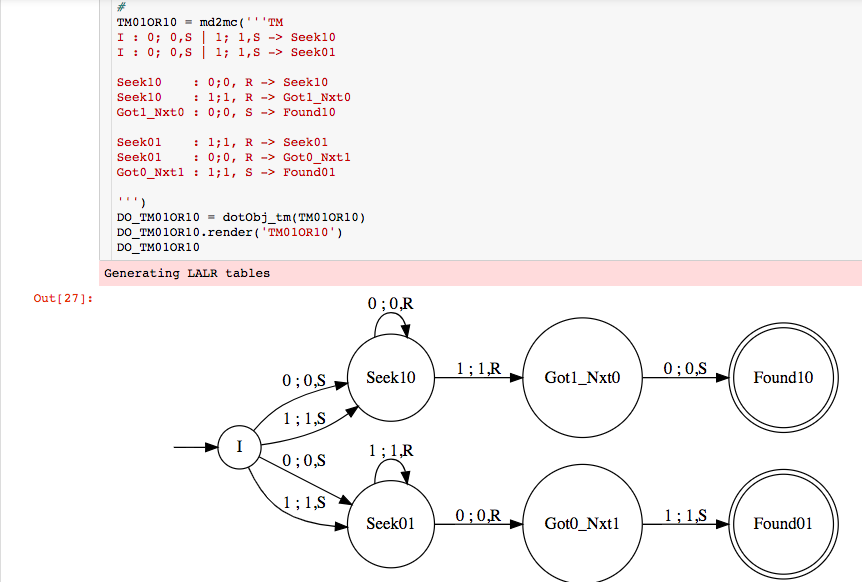 #
TM01OR10 = md2mc('''TM
I : 0; 0,S | 1; 1,S -> Seek10
I : 0; 0,S | 1; 1,S -> Seek01
Seek10 : 0;0, R -> Seek10
Seek10 : 1;1, R -> Got1_Nxt0
Got1_Nxt0 : 0;0, S -> Found10
Seek01 : 1;1, R -> Seek01
Seek01 : 0;0, R -> Got0_Nxt1
Got0_Nxt1 : 1;1, S -> Found01
''')
DO_TM01OR10 = dotObj_tm(TM01OR10)
DO_TM01OR10.render('TM01OR10')
DO_TM01OR10
Generating LALR tables
Out[27]:
0 ; 0,R
0 ; 0,S
Seek10
1 ; 1,R
Got1_Nxt0
0 ; 0,S
Found10
1 ; 1,S
I
0 ; 0,S
1 ; 1,R
1 ; 1,S
Seek01
0 ; 0,R
Got0_Nxt1
1 ; 1,S
Found01